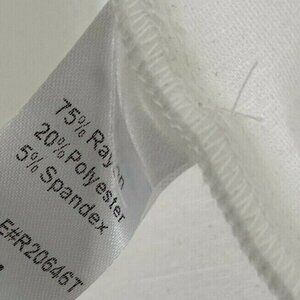 75% Rayon
20% Polyester
5% Spandex
E#R20646T